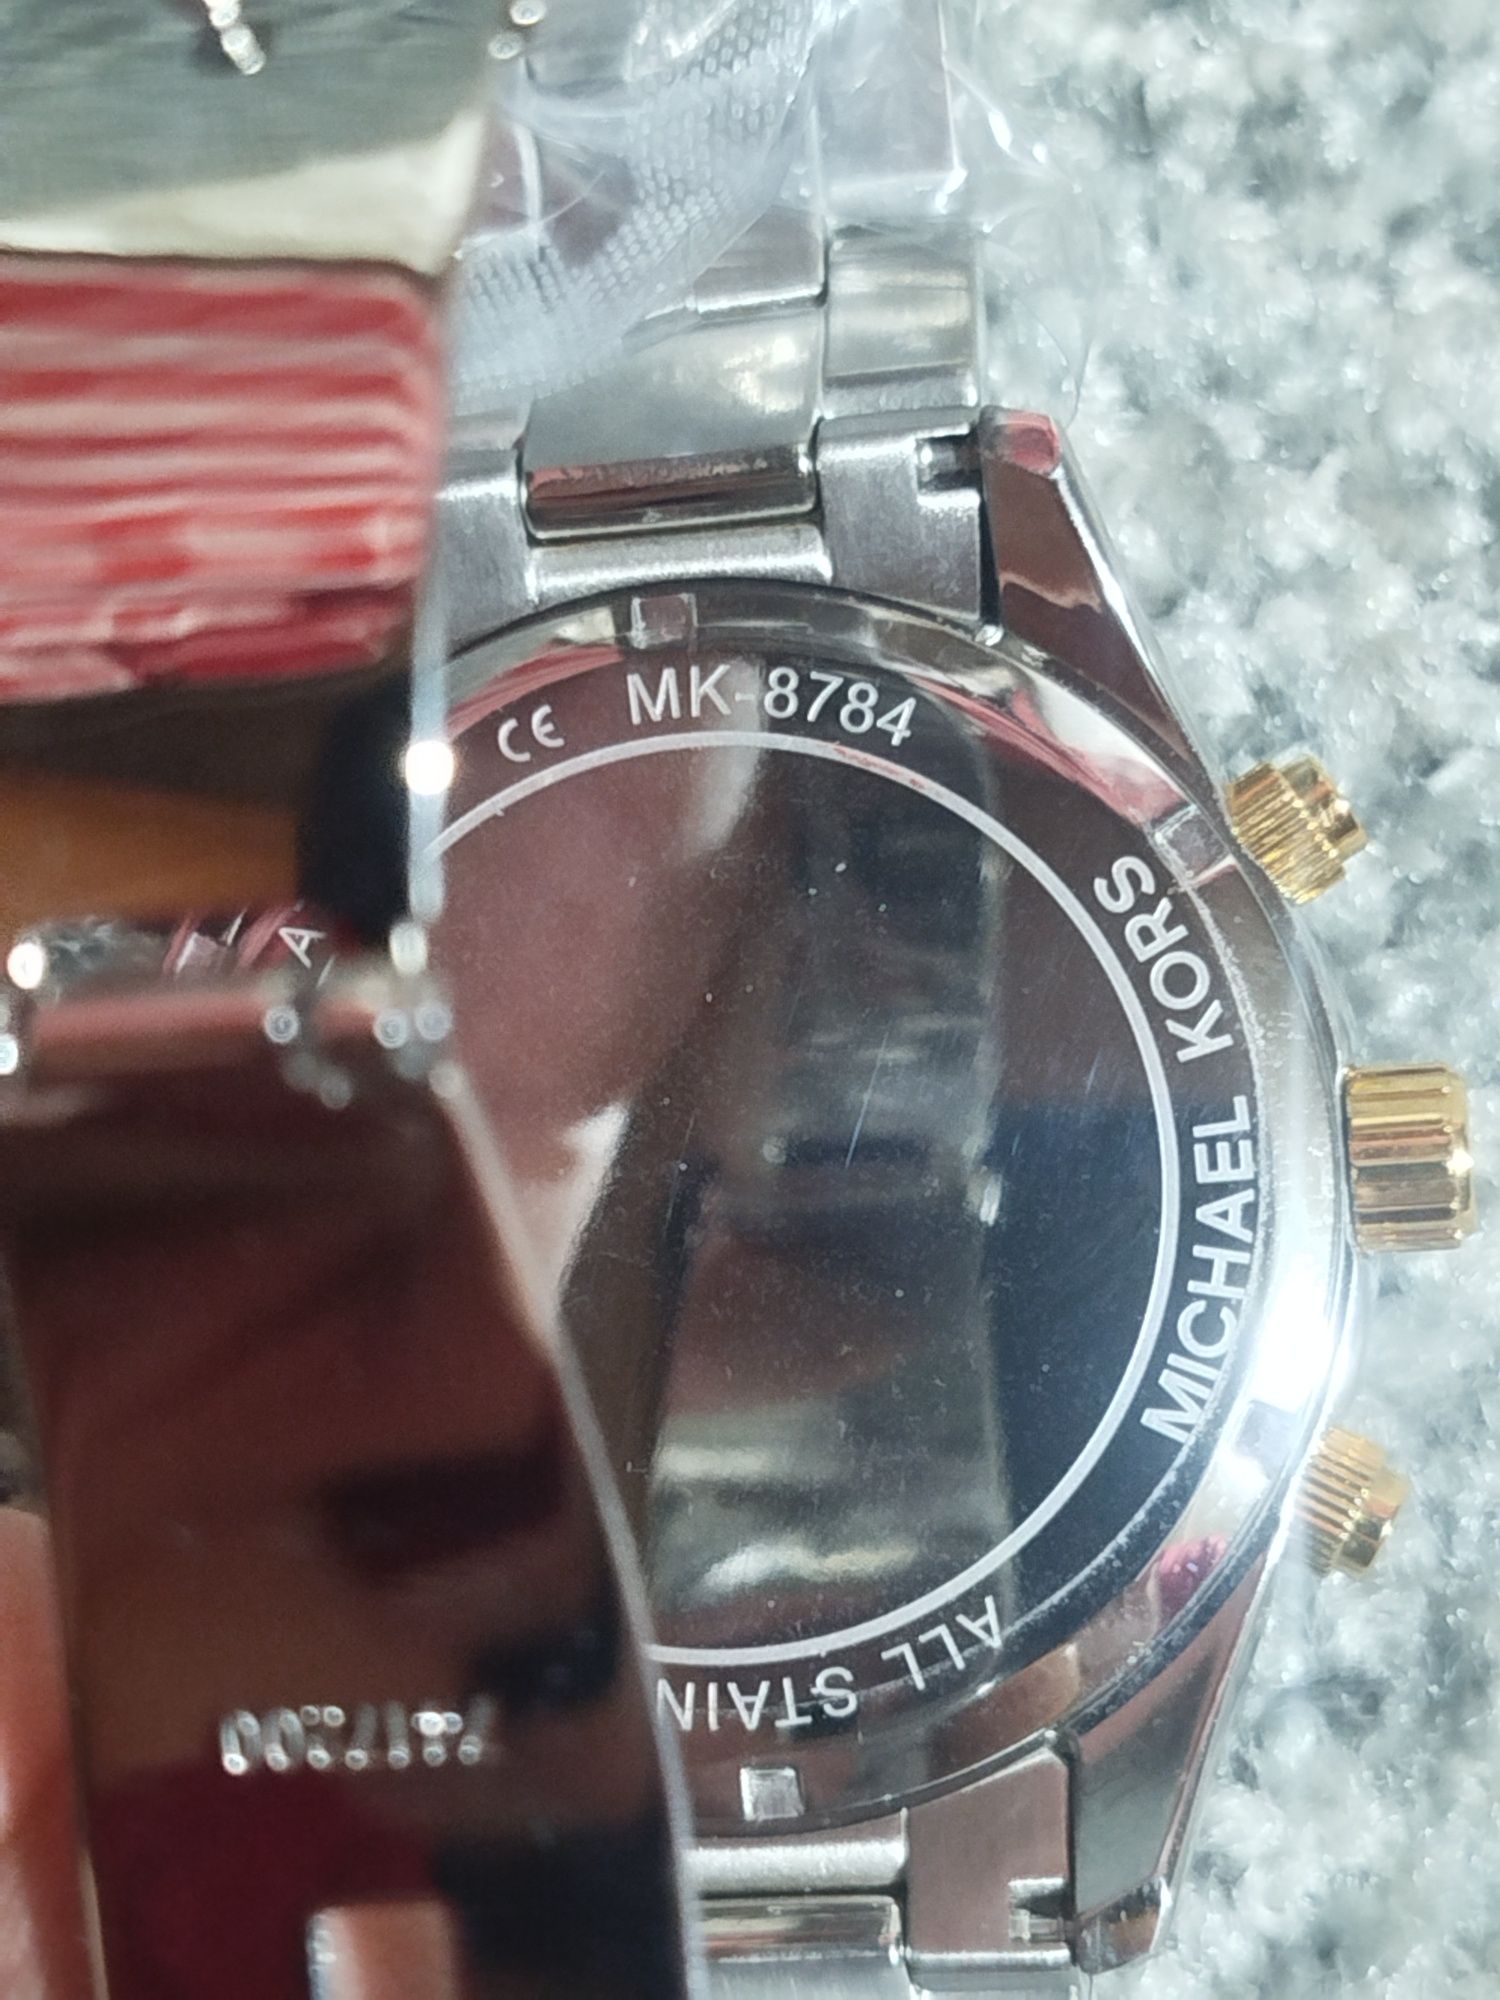 CE MK-8784
MICHAEL KORS
ALL STAIN
A